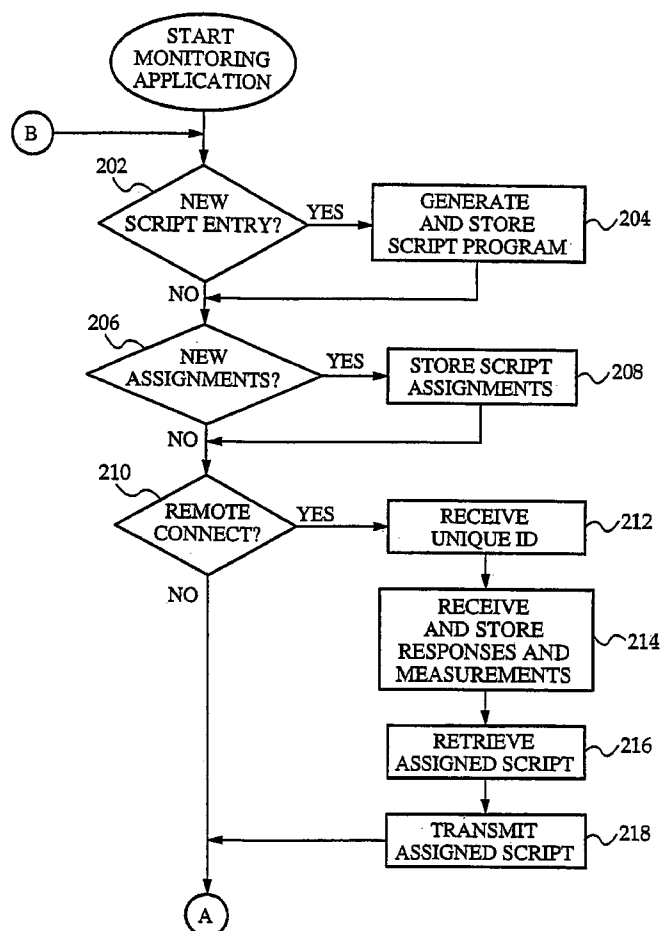 START
MONITORING
APPLICATION
B
202
NEW
SCRIPT ENTRY?
YES
GENERATE
AND STORE
SCRIPT PROGRAM
204
NO
206
NEW
ASSIGNMENTS?
YES
STORE SCRIPT
ASSIGNMENTS
208
NO
210
REMOTE
CONNECT?
YES
RECEIVE
UNIQUE ID
212
NO
RECEIVE
AND STORE
RESPONSES AND
MEASUREMENTS
214
RETRIEVE
ASSIGNED SCRIPT
216
TRANSMIT
ASSIGNED SCRIPT
218
A